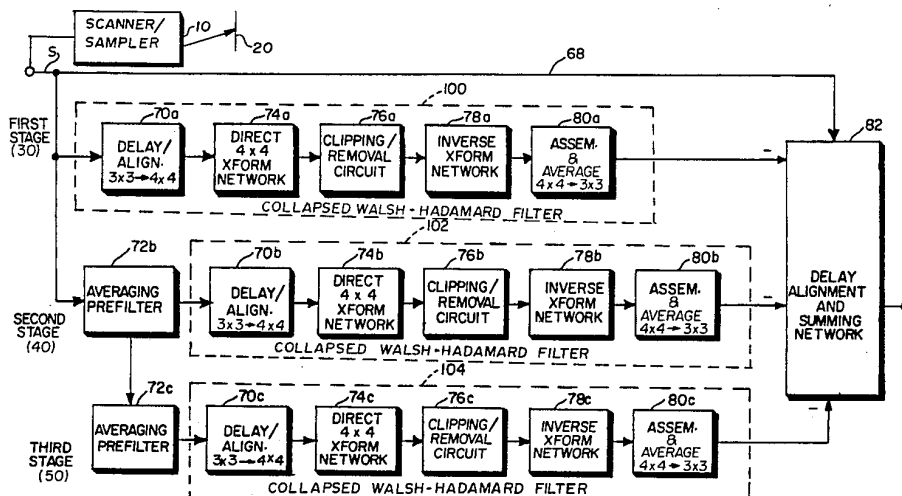 SCANNER/
SAMPLER
10
20
S
68
100
FIRST
STAGE
(30)
70a
DELAY/
ALIGN.
3x3→4x4
74a
DIRECT
4 x 4
XFORM
NETWORK
76a
CLIPPING/
REMOVAL
CIRCUIT
78a
INVERSE
XFORM
NETWORK
80a
ASSEM.
&
AVERAGE
4x4→3x3
COLLAPSED WALSH-HADAMARD FILTER
82
DELAY
ALIGNMENT
AND
SUMMING
NETWORK
-
102
SECOND
STAGE
(40)
72b
AVERAGING
PREFILTER
70b
DELAY/
ALIGN.
3x3→4x4
74b
DIRECT
4 x 4
XFORM
NETWORK
76b
CLIPPING/
REMOVAL
CIRCUIT
78b
INVERSE
XFORM
NETWORK
80b
ASSEM.
&
AVERAGE
4x4→3x3
COLLAPSED WALSH-HADAMARD FILTER
-
104
THIRD
STAGE
(50)
72c
AVERAGING
PREFILTER
70c
DELAY/
ALIGN.
3x3→4x4
74c
DIRECT
4 x 4
XFORM
NETWORK
76c
CLIPPING/
REMOVAL
CIRCUIT
78c
INVERSE
XFORM
NETWORK
80c
ASSEM.
&
AVERAGE
4x4→3x3
COLLAPSED WALSH-HADAMARD FILTER
-